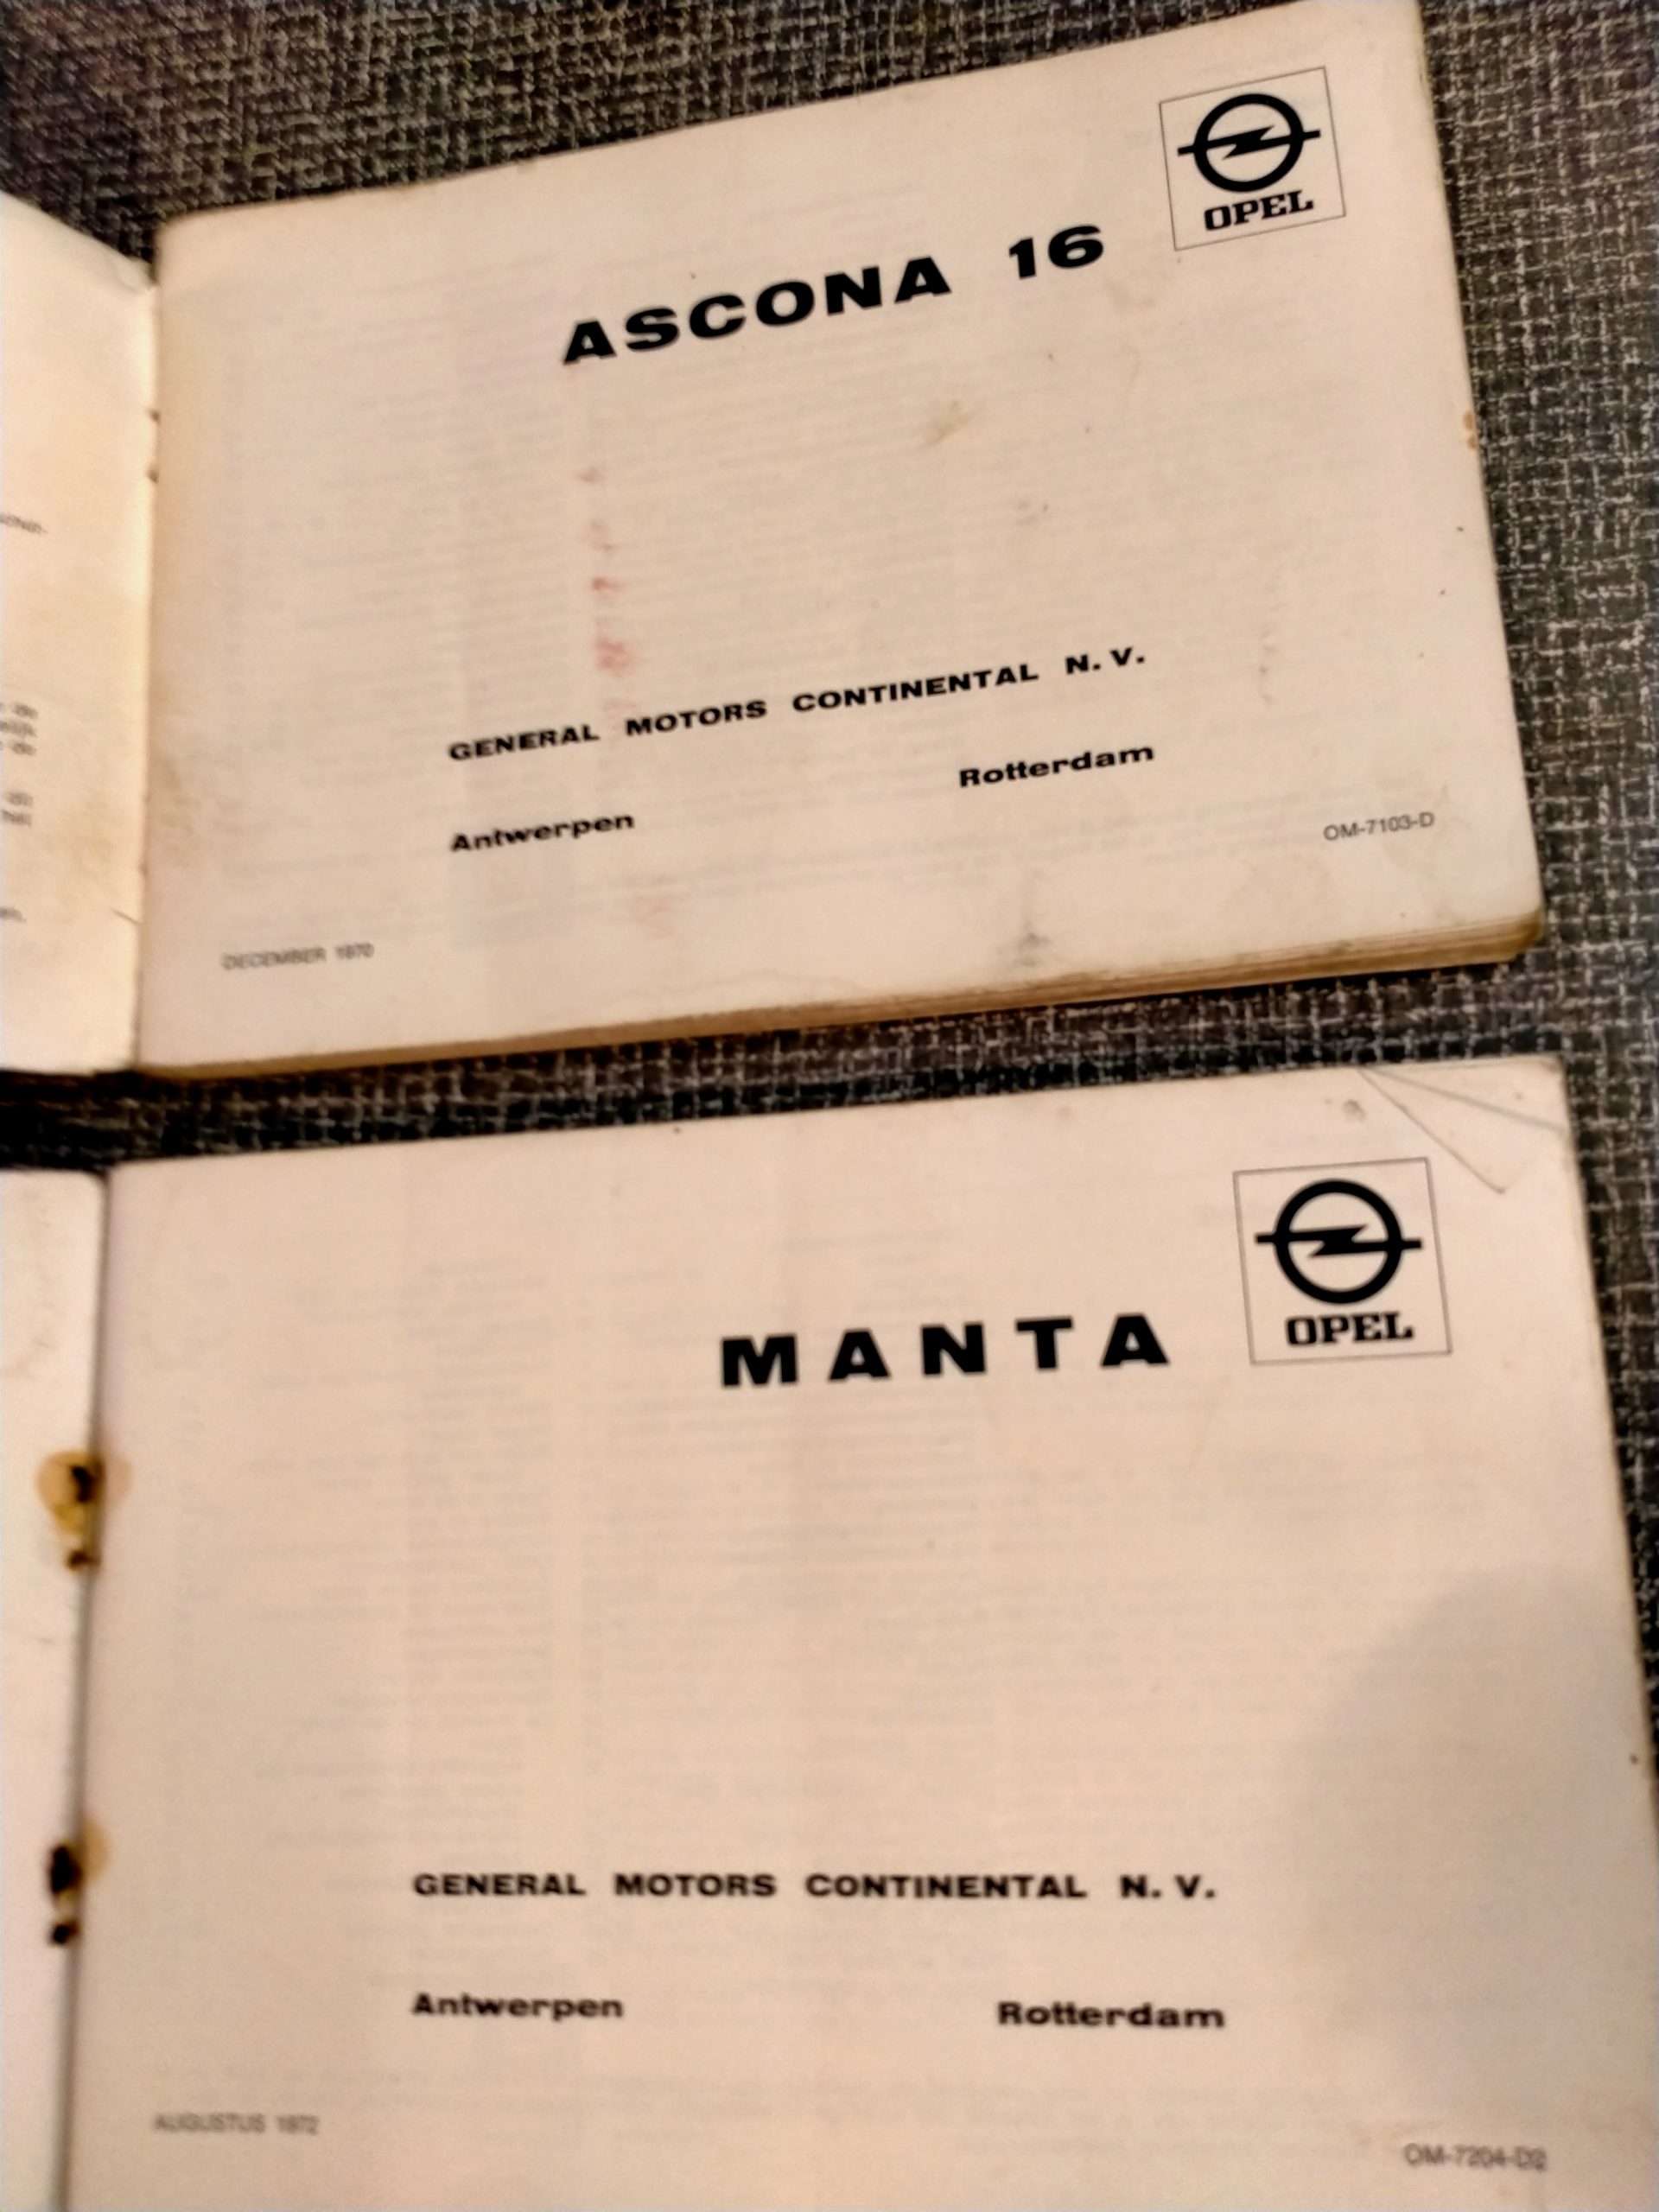 OPEL
ASCONA 16
GENERAL MOTORS CONTINENTAL N.V.
Antwerpen Rotterdam
OM-7103-D
DECEMBER 1970
OPEL
MANTA
GENERAL MOTORS CONTINENTAL N.V.
Antwerpen Rotterdam
AUGUSTUS 1972
OM-7204-D2